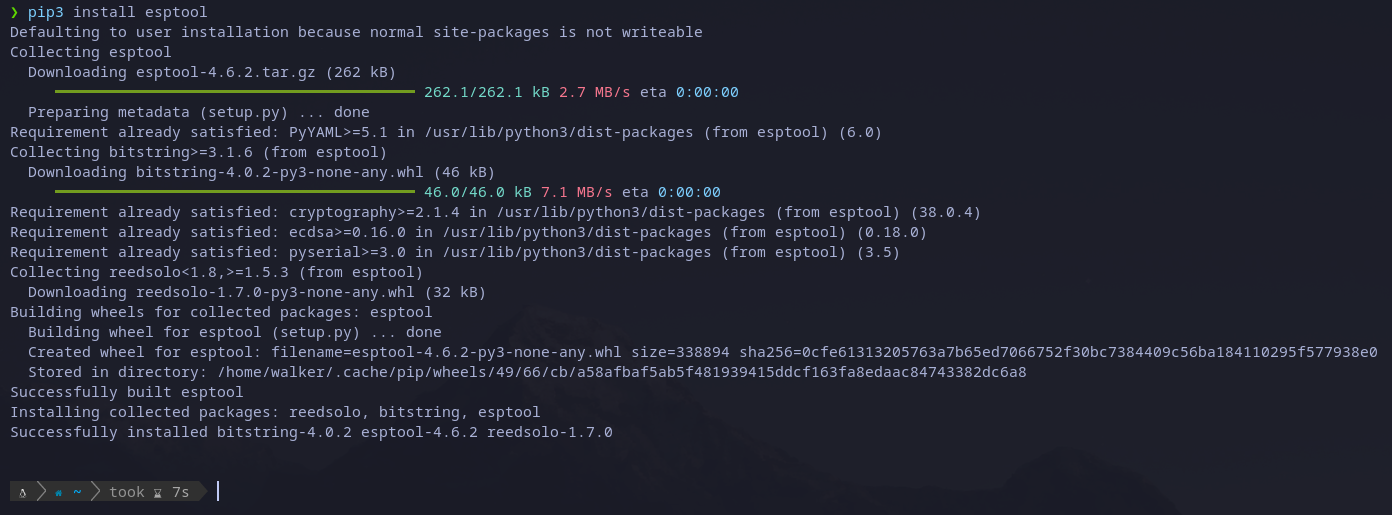 ❯ pip3 install esptool
Defaulting to user installation because normal site-packages is not writeable
Collecting esptool
  Downloading esptool-4.6.2.tar.gz (262 kB)
     ━━━━━━━━━━━━━━━━━━━━━━━━━━━━━━━━━━━━━━━━ 262.1/262.1 kB 2.7 MB/s eta 0:00:00
  Preparing metadata (setup.py) ... done
Requirement already satisfied: PyYAML>=5.1 in /usr/lib/python3/dist-packages (from esptool) (6.0)
Collecting bitstring>=3.1.6 (from esptool)
  Downloading bitstring-4.0.2-py3-none-any.whl (46 kB)
     ━━━━━━━━━━━━━━━━━━━━━━━━━━━━━━━━━━━━━━━━ 46.0/46.0 kB 7.1 MB/s eta 0:00:00
Requirement already satisfied: cryptography>=2.1.4 in /usr/lib/python3/dist-packages (from esptool) (38.0.4)
Requirement already satisfied: ecdsa>=0.16.0 in /usr/lib/python3/dist-packages (from esptool) (0.18.0)
Requirement already satisfied: pyserial>=3.0 in /usr/lib/python3/dist-packages (from esptool) (3.5)
Collecting reedsolo<1.8,>=1.5.3 (from esptool)
  Downloading reedsolo-1.7.0-py3-none-any.whl (32 kB)
Building wheels for collected packages: esptool
  Building wheel for esptool (setup.py) ... done
  Created wheel for esptool: filename=esptool-4.6.2-py3-none-any.whl size=338894 sha256=0cfe61313205763a7b65ed7066752f30bc7384409c56ba184110295f577938e0
  Stored in directory: /home/walker/.cache/pip/wheels/49/66/cb/a58afbaf5ab5f481939415ddcf163fa8edaac84743382dc6a8
Successfully built esptool
Installing collected packages: reedsolo, bitstring, esptool
Successfully installed bitstring-4.0.2 esptool-4.6.2 reedsolo-1.7.0
~ took 7s